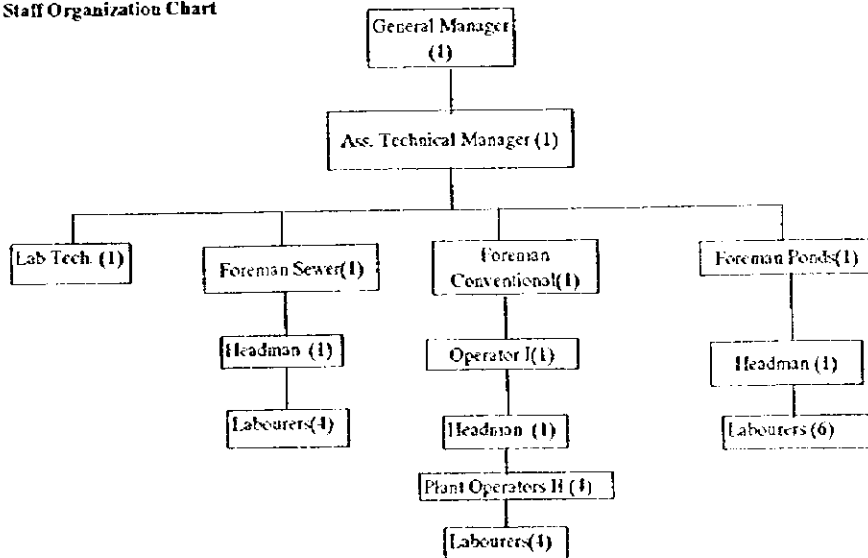 Staff Organization Chart
General Manager
(1)
Ass. Technical Manager (1)
Lab Tech. (1)
Foreman Sewer(1)
Foreman
Conventional(1)
Foreman Ponds(1)
Headman (1)
Operator I(1)
Headman (1)
Labourers(4)
Headman (1)
Labourers (6)
Plant Operators II (4)
Labourers(4)